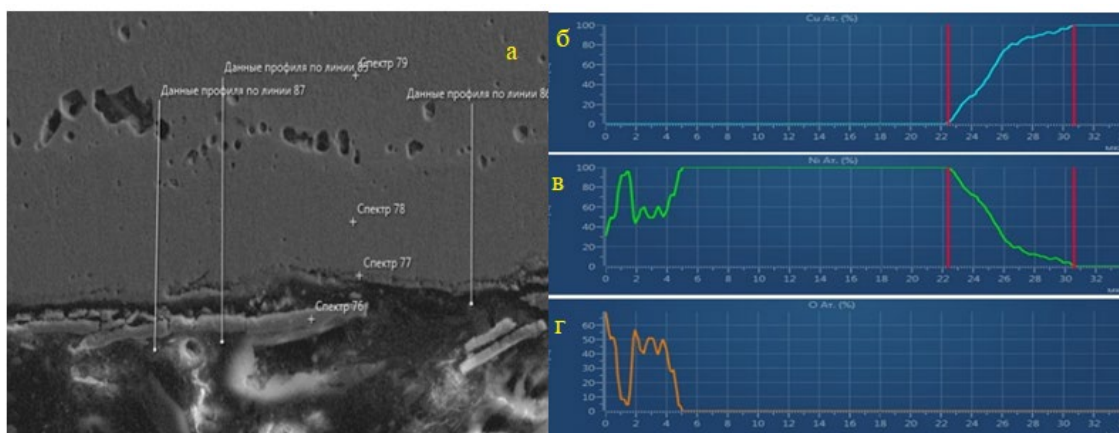 а
Спектр 79
Данные профиля по линии 85
Данные профиля по линии 87
Данные профиля по линии 86
Спектр 78
Спектр 77
Спектр 76
б
Cu Ат. (%)
100
80
60
40
20
0
0 2 4 6 8 10 12 14 16 18 20 22 24 26 28 30 32
в
Ni Ат. (%)
100
80
60
40
20
0
0 2 4 6 8 10 12 14 16 18 20 22 24 26 28 30 32
г
O Ат. (%)
60
50
40
30
20
10
0
0 2 4 6 8 10 12 14 16 18 20 22 24 26 28 30 32